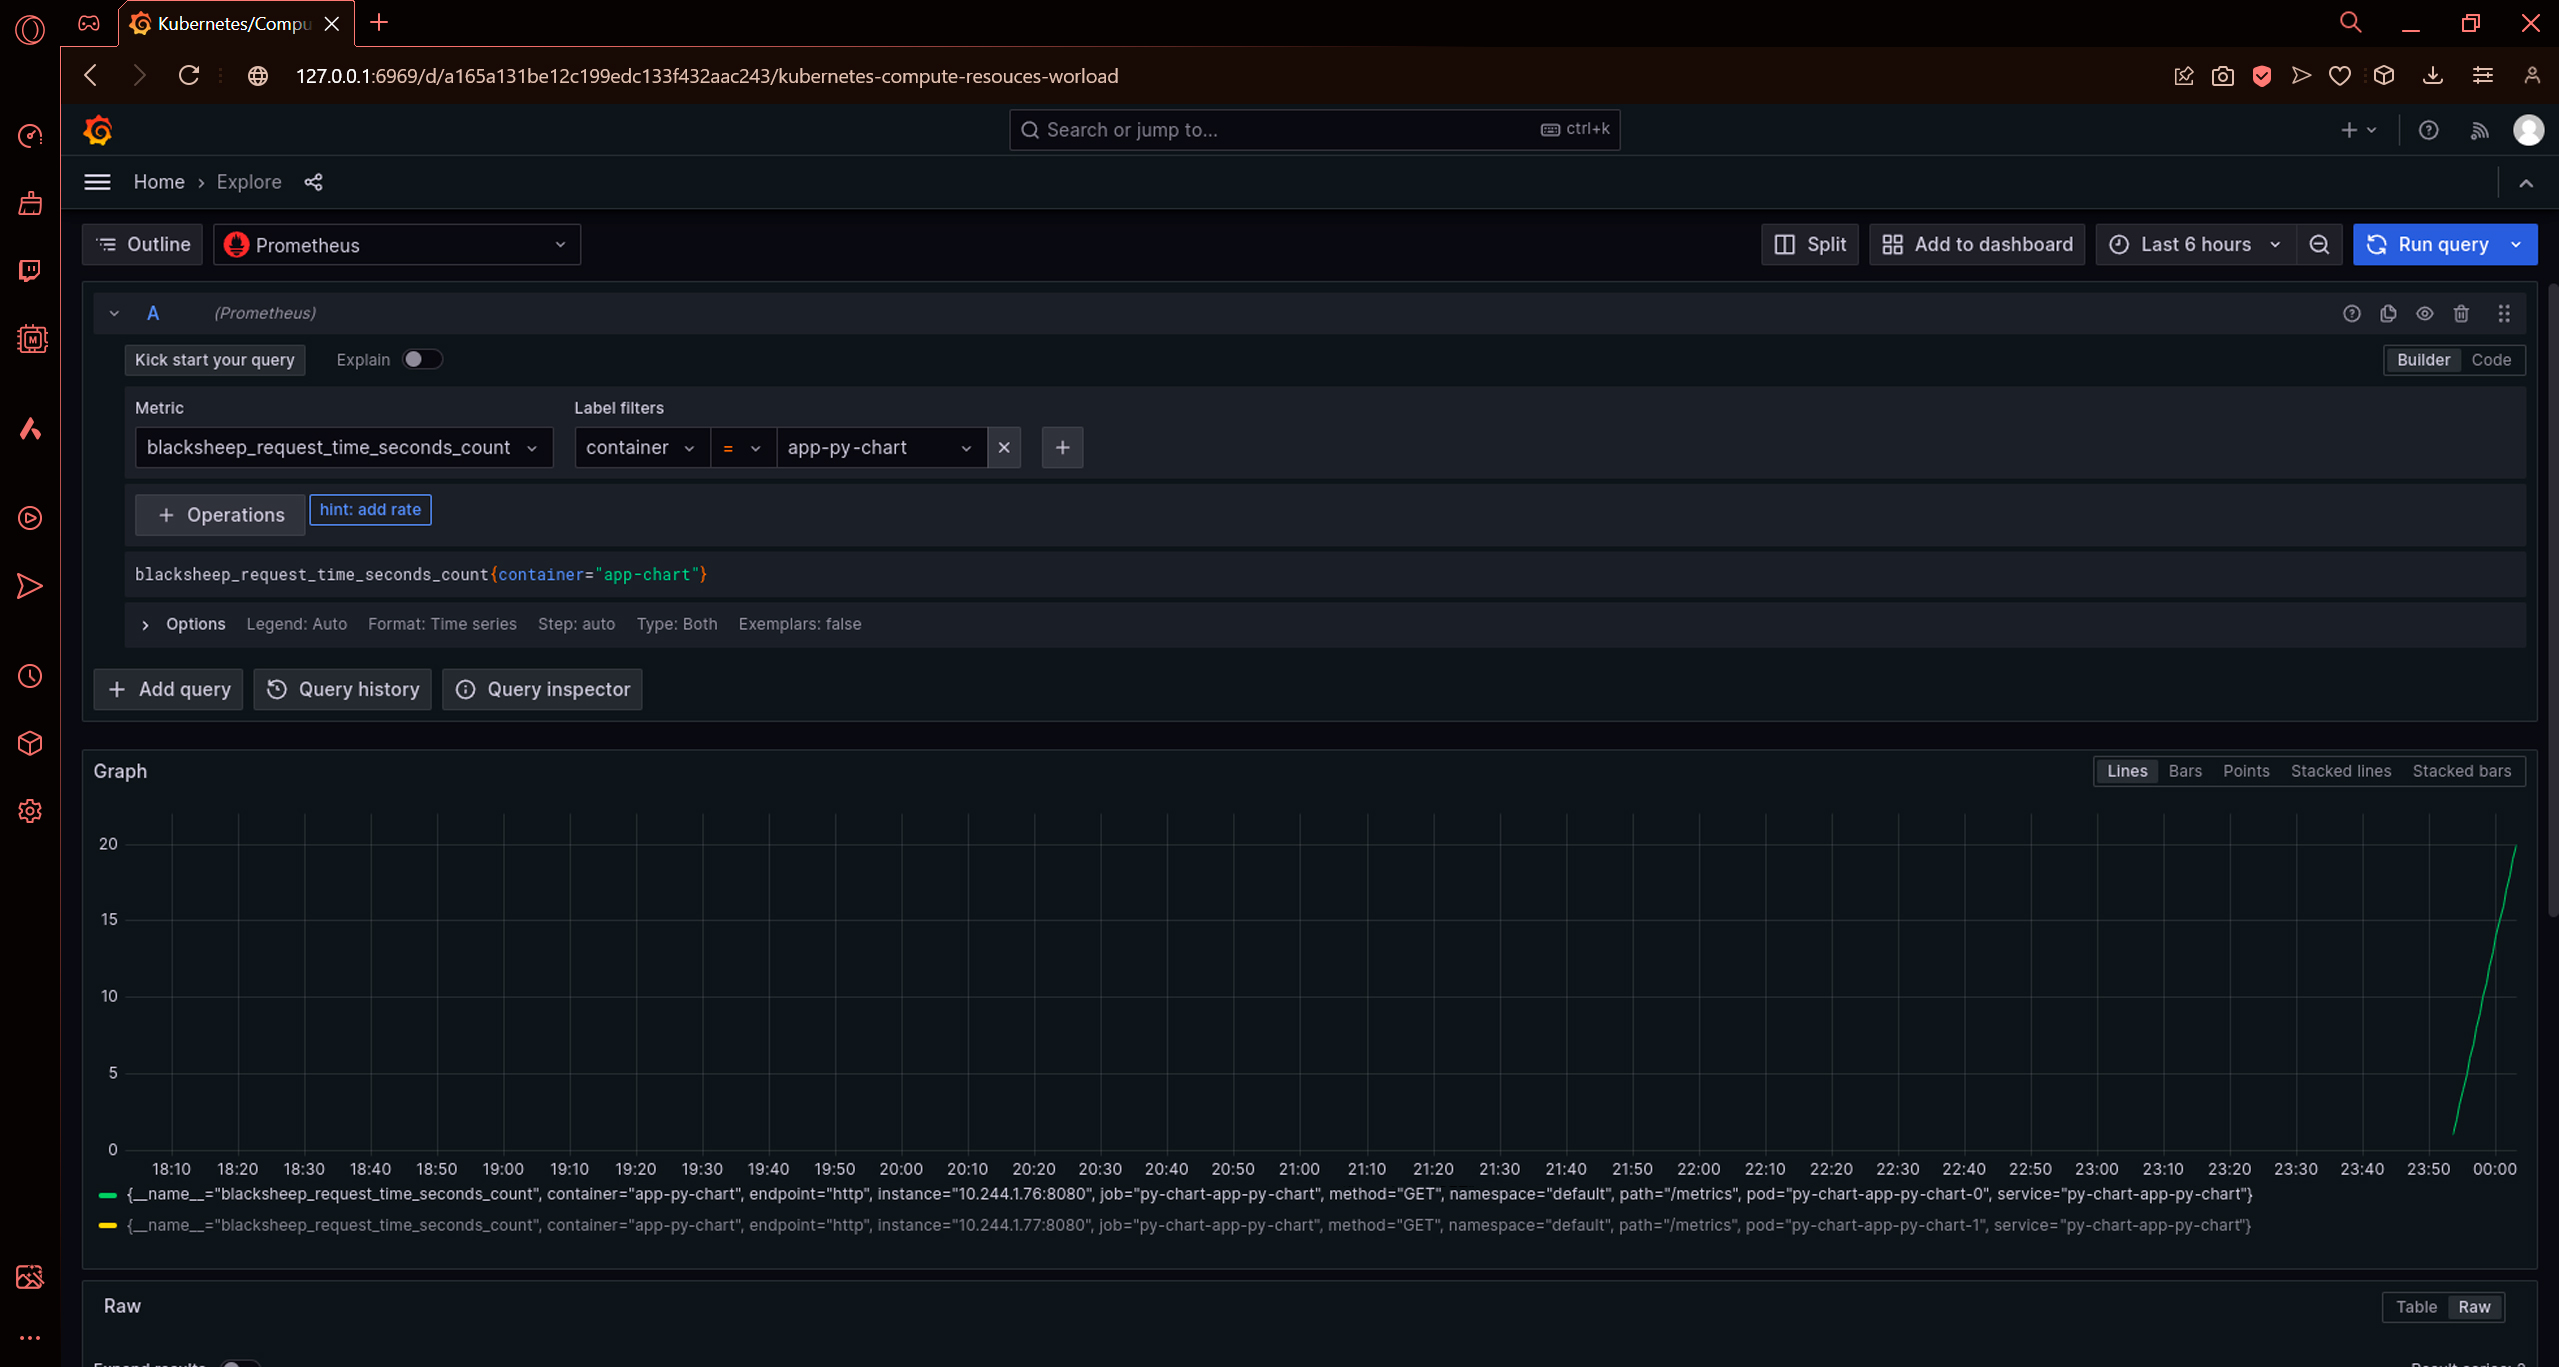 Kubernetes/Compu
127.0.0.1:6969/d/a165a131be12c199edc133f432aac243/kubernetes-compute-resouces-worload
Search or jump to... ctrl+k
Home › Explore
Outline Prometheus Split Add to dashboard Last 6 hours Run query
A (Prometheus)
Kick start your query Explain Builder Code
Metric Label filters
blacksheep_request_time_seconds_count container = app-py-chart
+ Operations hint: add rate
blacksheep_request_time_seconds_count{container="app-chart"}
Options Legend: Auto Format: Time series Step: auto Type: Both Exemplars: false
+ Add query Query history Query inspector
Graph Lines Bars Points Stacked lines Stacked bars
20
15
10
5
0
18:10 18:20 18:30 18:40 18:50 19:00 19:10 19:20 19:30 19:40 19:50 20:00 20:10 20:20 20:30 20:40 20:50 21:00 21:10 21:20 21:30 21:40 21:50 22:00 22:10 22:20 22:30 22:40 22:50 23:00 23:10 23:20 23:30 23:40 23:50 00:00
{__name__="blacksheep_request_time_seconds_count", container="app-py-chart", endpoint="http", instance="10.244.1.76:8080", job="py-chart-app-py-chart", method="GET", namespace="default", path="/metrics", pod="py-chart-app-py-chart-0", service="py-chart-app-py-chart"}
{__name__="blacksheep_request_time_seconds_count", container="app-py-chart", endpoint="http", instance="10.244.1.77:8080", job="py-chart-app-py-chart", method="GET", namespace="default", path="/metrics", pod="py-chart-app-py-chart-1", service="py-chart-app-py-chart"}
Raw Table Raw